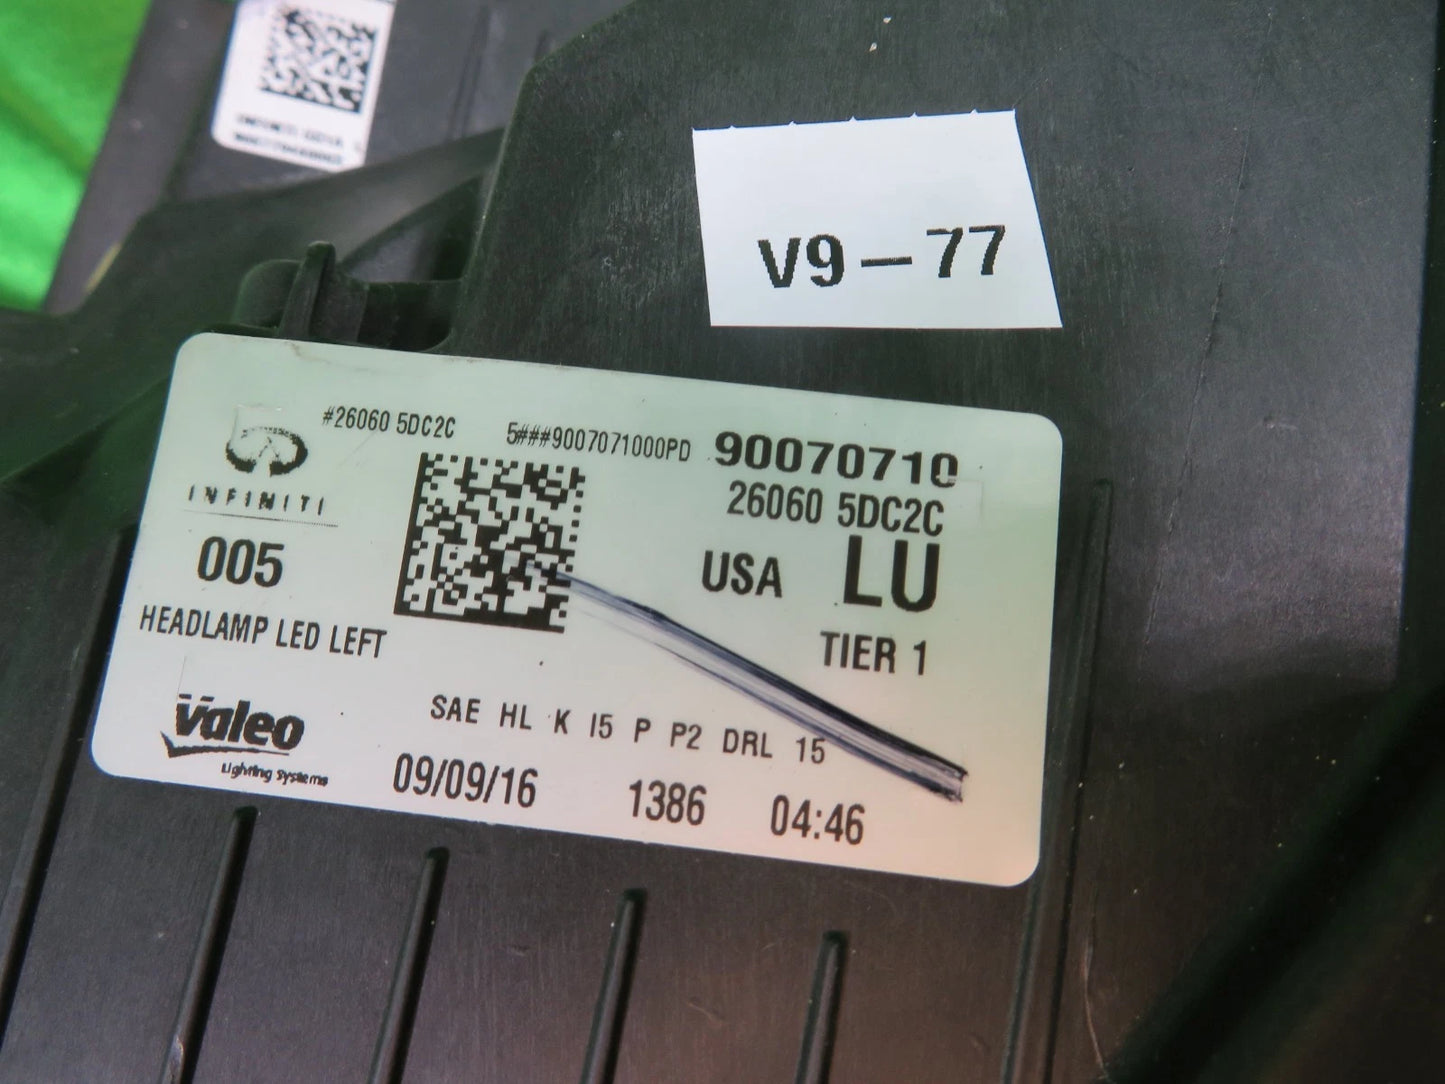 V9-77
#26060 5DC2C 5###9007071000PD 90070710
26060 5DC2C
INFINITI
005
USA LU
HEADLAMP LED LEFT
TIER 1
Valeo
Lighting Systems
SAE HL K I5 P P2 DRL 15
09/09/16 1386 04:46